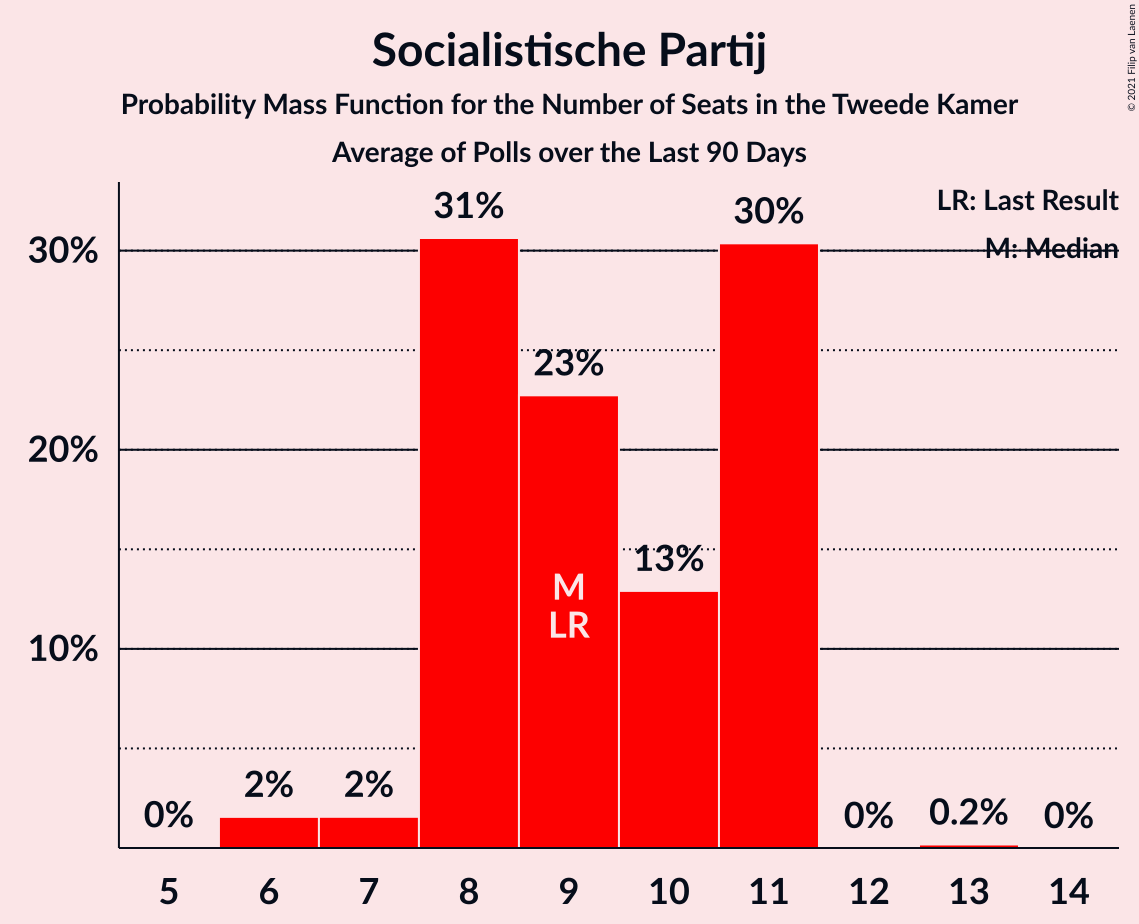 Socialistische Partij
Probability Mass Function for the Number of Seats in the Tweede Kamer
Average of Polls over the Last 90 Days
© 2021 Filip van Laenen
LR: Last Result
M: Median
30%
20%
10%
0%
2%
2%
31%
23%
13%
30%
0%
0.2%
0%
M
LR
5 6 7 8 9 10 11 12 13 14